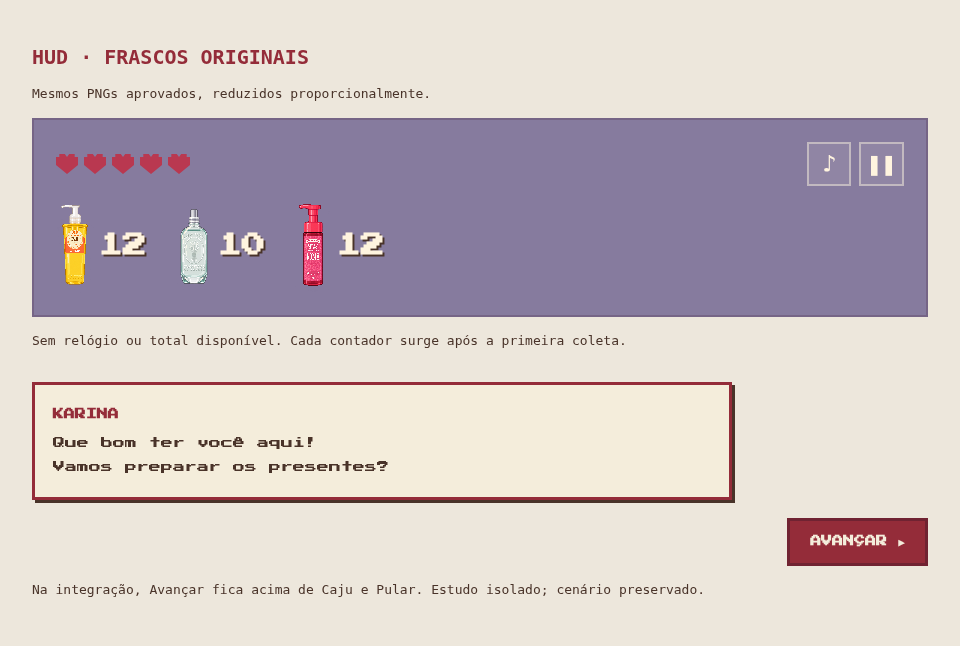 HUD · FRASCOS ORIGINAIS
Mesmos PNGs aprovados, reduzidos proporcionalmente.
♪
12 10 12
Sem relógio ou total disponível. Cada contador surge após a primeira coleta.
KARINA
Que bom ter você aqui!
Vamos preparar os presentes?
AVANÇAR ▸
Na integração, Avançar fica acima de Caju e Pular. Estudo isolado; cenário preservado.